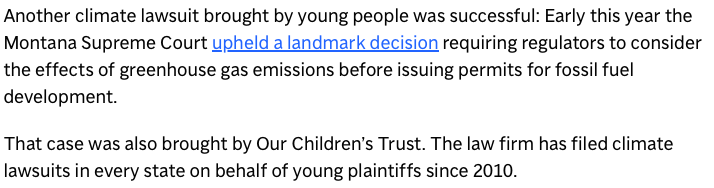 Another climate lawsuit brought by young people was successful: Early this year the
Montana Supreme Court upheld a landmark decision requiring regulators to consider
the effects of greenhouse gas emissions before issuing permits for fossil fuel
development.
That case was also brought by Our Children’s Trust. The law firm has filed climate
lawsuits in every state on behalf of young plaintiffs since 2010.